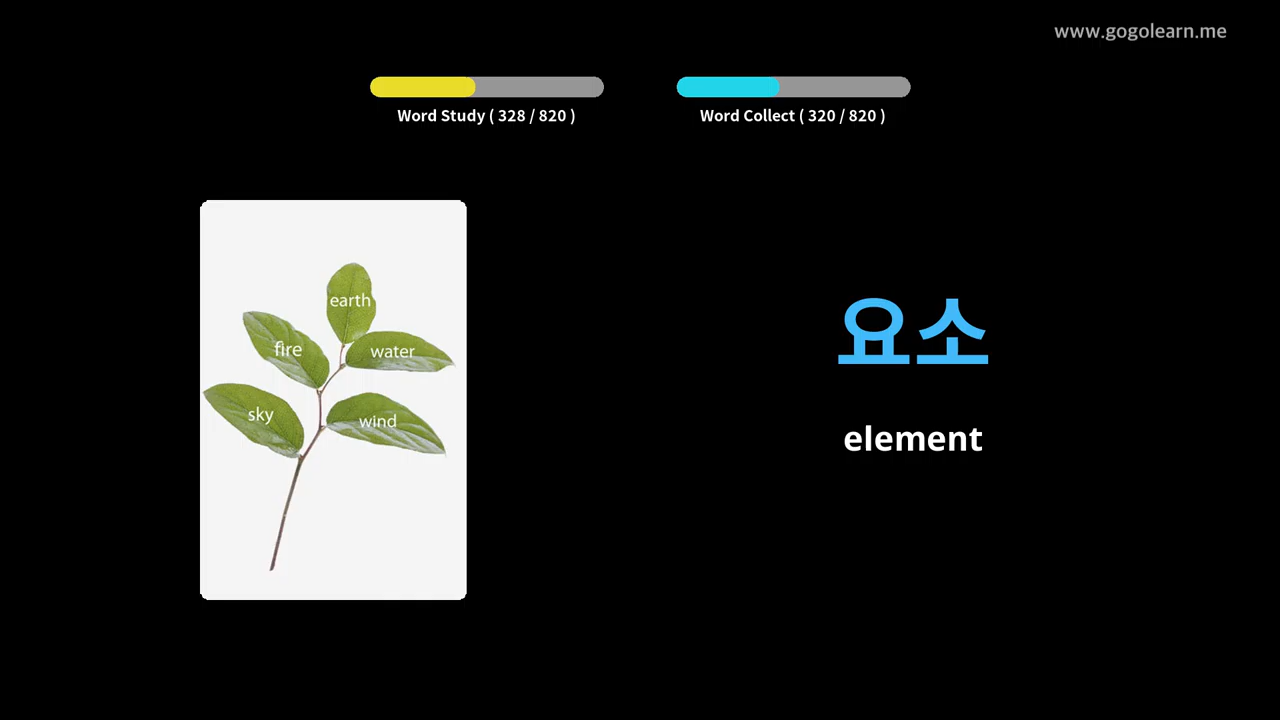 www.gogolearn.me
Word Study ( 328 / 820 )
Word Collect ( 320 / 820 )
earth
fire
water
sky
wind
요소
element